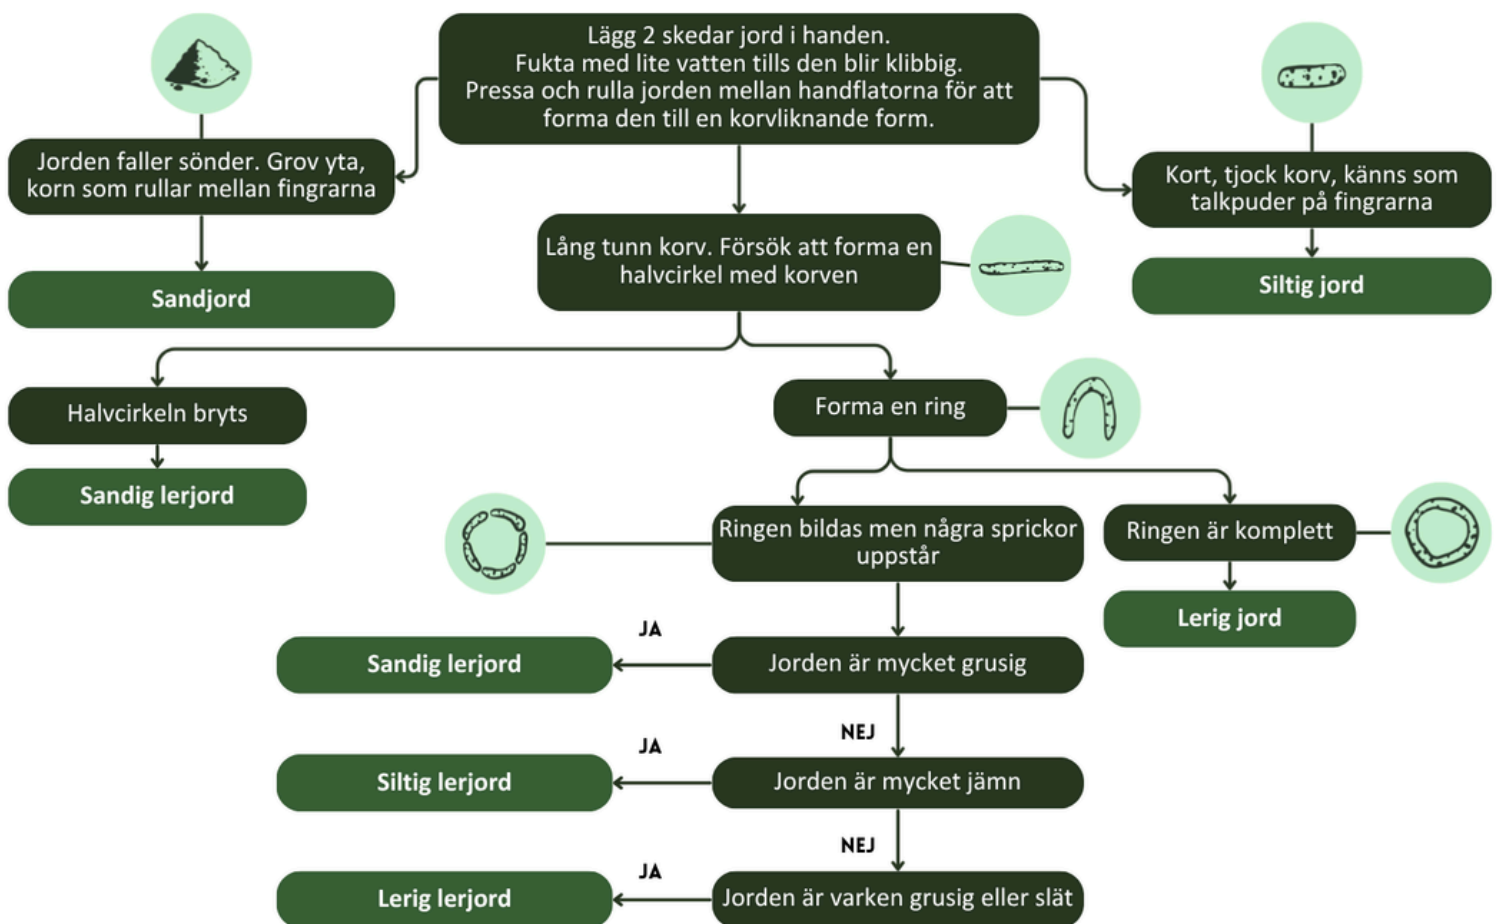 Lägg 2 skedar jord i handen.
Fukta med lite vatten tills den blir klibbig.
Pressa och rulla jorden mellan handflatorna för att
forma den till en korvliknande form.
Jorden faller sönder. Grov yta,
korn som rullar mellan fingrarna
Kort, tjock korv, känns som
talkpuder på fingrarna
Lång tunn korv. Försök att forma en
halvcirkel med korven
Sandjord
Siltig jord
Halvcirkeln bryts
Forma en ring
Sandig lerjord
Ringen bildas men några sprickor
uppstår
Ringen är komplett
Lerig jord
JA
Sandig lerjord
Jorden är mycket grusig
NEJ
JA
Siltig lerjord
Jorden är mycket jämn
NEJ
JA
Lerig lerjord
Jorden är varken grusig eller slät